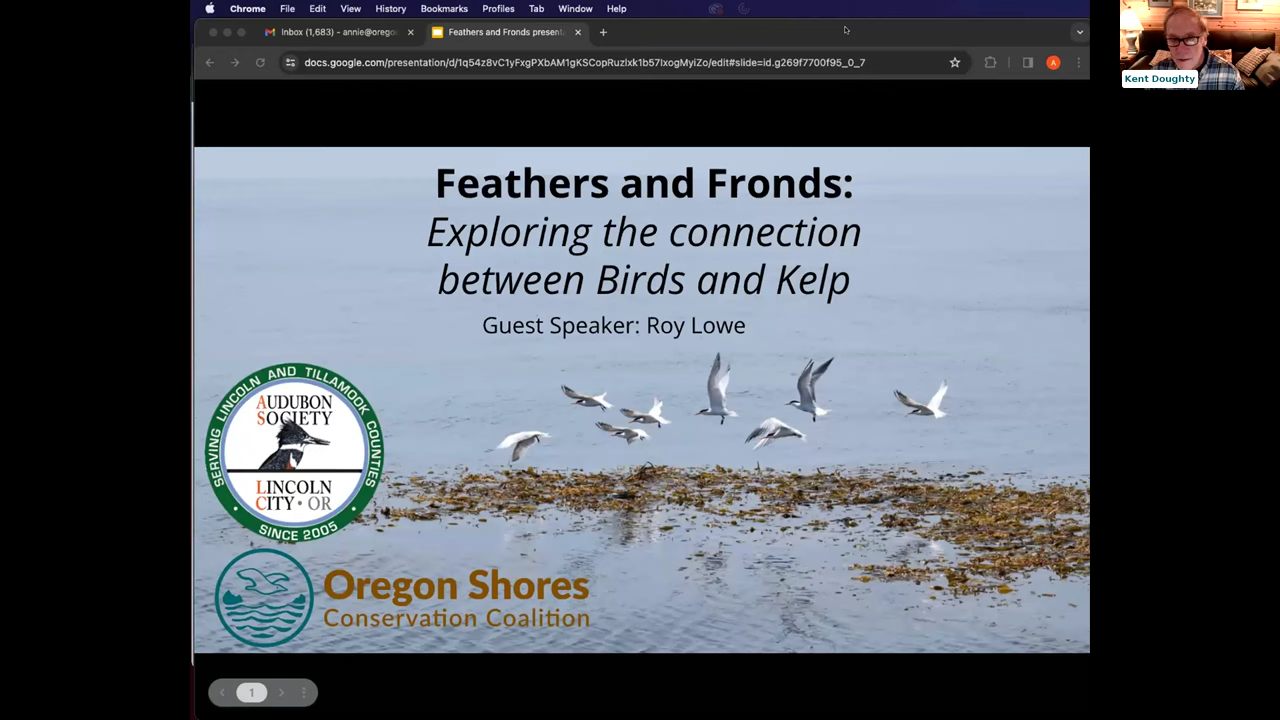 Chrome File Edit View History Bookmarks Profiles Tab Window Help
Inbox (1,683) - annie@orego
Feathers and Fronds present
docs.google.com/presentation/d/1q54z8vC1yFxgPXbAM1gKSCopRuzlxk1b57IxogMyiZo/edit#slide=id.g269f7700f95_0_7
A
Kent Doughty
Feathers and Fronds:
Exploring the connection
between Birds and Kelp
Guest Speaker: Roy Lowe
SERVING LINCOLN AND TILLAMOOK COUNTIES
AUDUBON
SOCIETY
LINCOLN
CITY • OR
SINCE 2005
Oregon Shores
Conservation Coalition
1